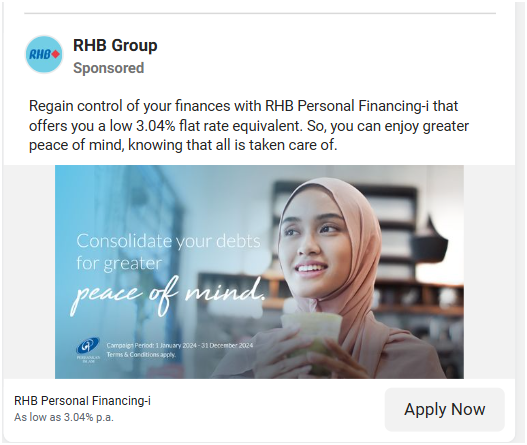 RHB
RHB Group
Sponsored
Regain control of your finances with RHB Personal Financing-i that
offers you a low 3.04% flat rate equivalent. So, you can enjoy greater
peace of mind, knowing that all is taken care of.
Consolidate your debts
for greater
peace of mind.
Campaign Period: 1 January 2024 - 31 December 2024
Terms & Conditions apply.
RHB Personal Financing-i
As low as 3.04% p.a.
Apply Now